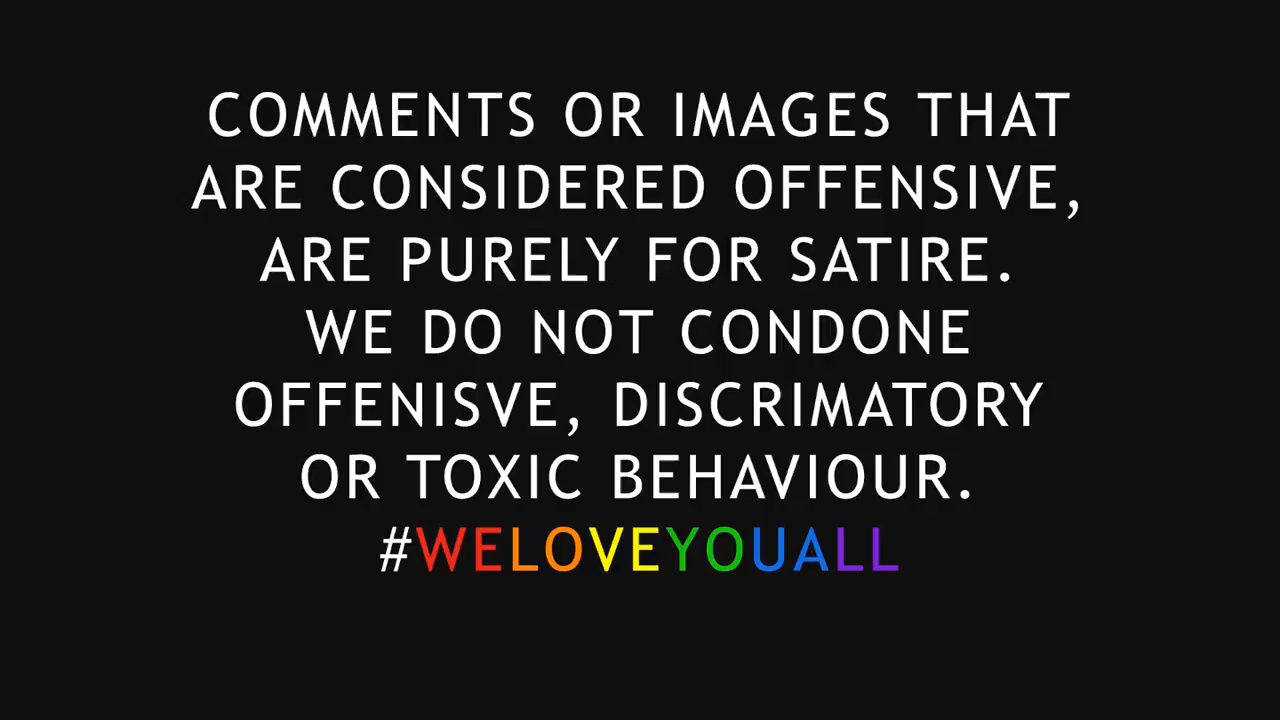 COMMENTS OR IMAGES THAT
ARE CONSIDERED OFFENSIVE,
ARE PURELY FOR SATIRE.
WE DO NOT CONDONE
OFFENISVE, DISCRIMATORY
OR TOXIC BEHAVIOUR.
#WELOVEYOUALL